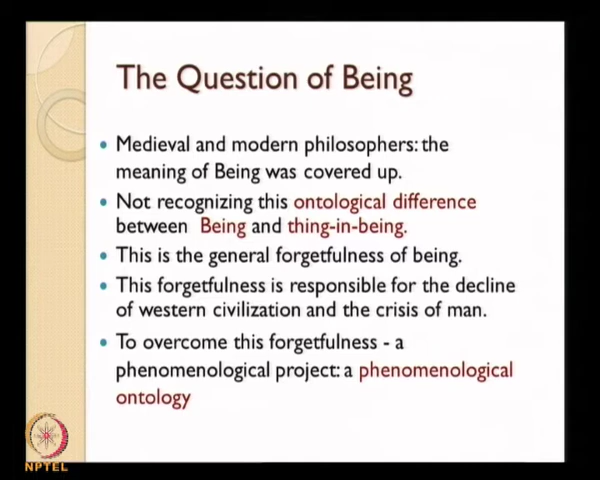 The Question of Being
Medieval and modern philosophers: the
meaning of Being was covered up.
Not recognizing this ontological difference
between Being and thing-in-being.
This is the general forgetfulness of being.
This forgetfulness is responsible for the decline
of western civilization and the crisis of man.
To overcome this forgetfulness - a
phenomenological project: a phenomenological
ontology
NPTEL